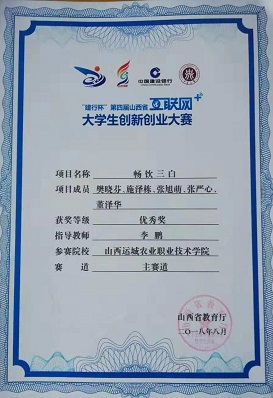 中国建设银行
"建行杯"第四届山西省互联网+
大学生创新创业大赛
项目名称 畅饮三白
项目成员 樊晓芬、施泽栋、张旭萌、张严心、
董泽华
获奖等级 优秀奖
指导教师 李鹏
参赛院校 山西运城农业职业技术学院
赛道 主赛道
山西省教育厅
二〇一八年八月